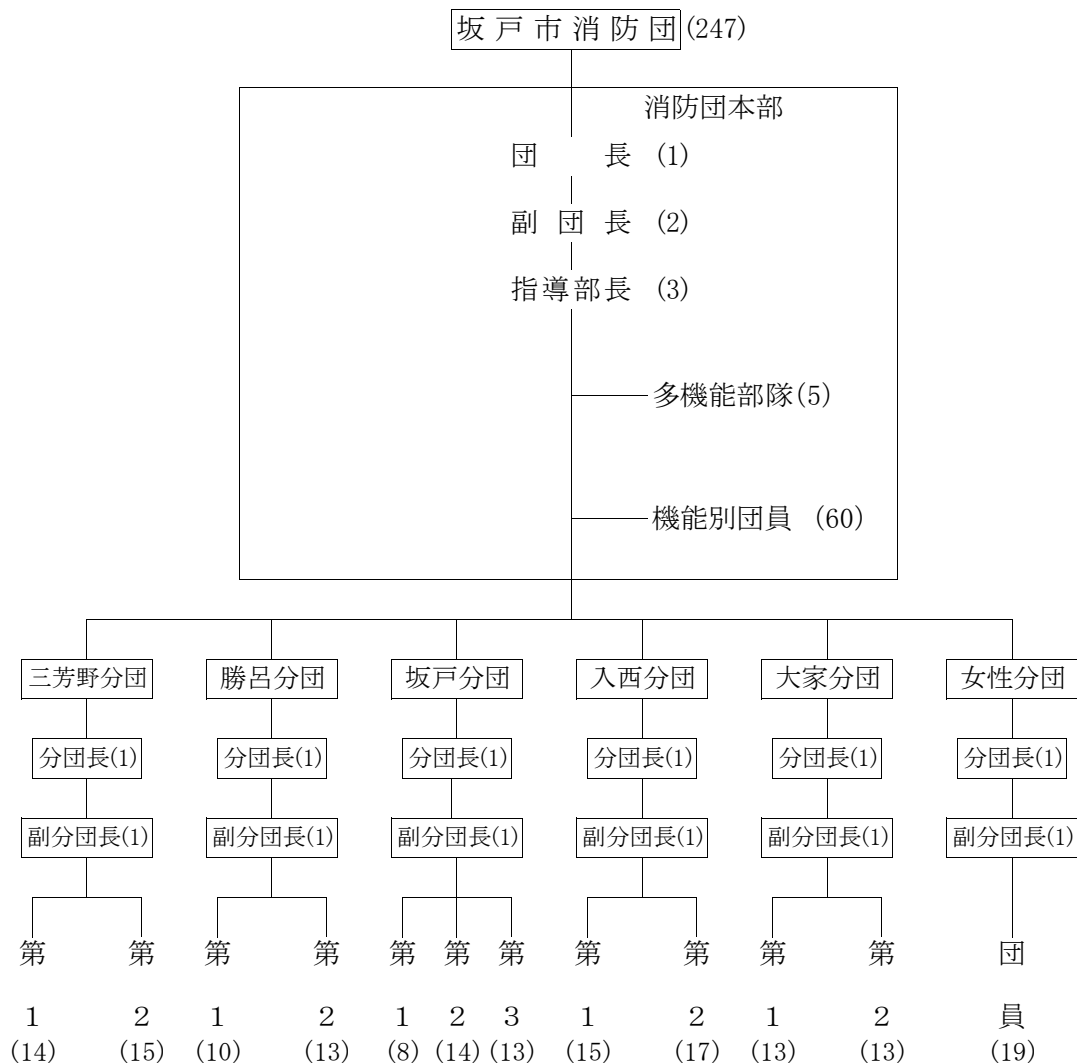 坂戸市消防団(247)
消防団本部
団長 (1)
副団長 (2)
指導部長 (3)
多機能部隊(5)
機能別団員 (60)
三芳野分団 勝呂分団 坂戸分団 入西分団 大家分団 女性分団
分団長(1) 分団長(1) 分団長(1) 分団長(1) 分団長(1) 分団長(1)
副分団長(1) 副分団長(1) 副分団長(1) 副分団長(1) 副分団長(1) 副分団長(1)
第 第 第 第 第 第 第 第 第 第 第 団
1 2 1 2 1 2 3 1 2 1 2 員
(14) (15) (10) (13) (8) (14) (13) (15) (17) (13) (13) (19)